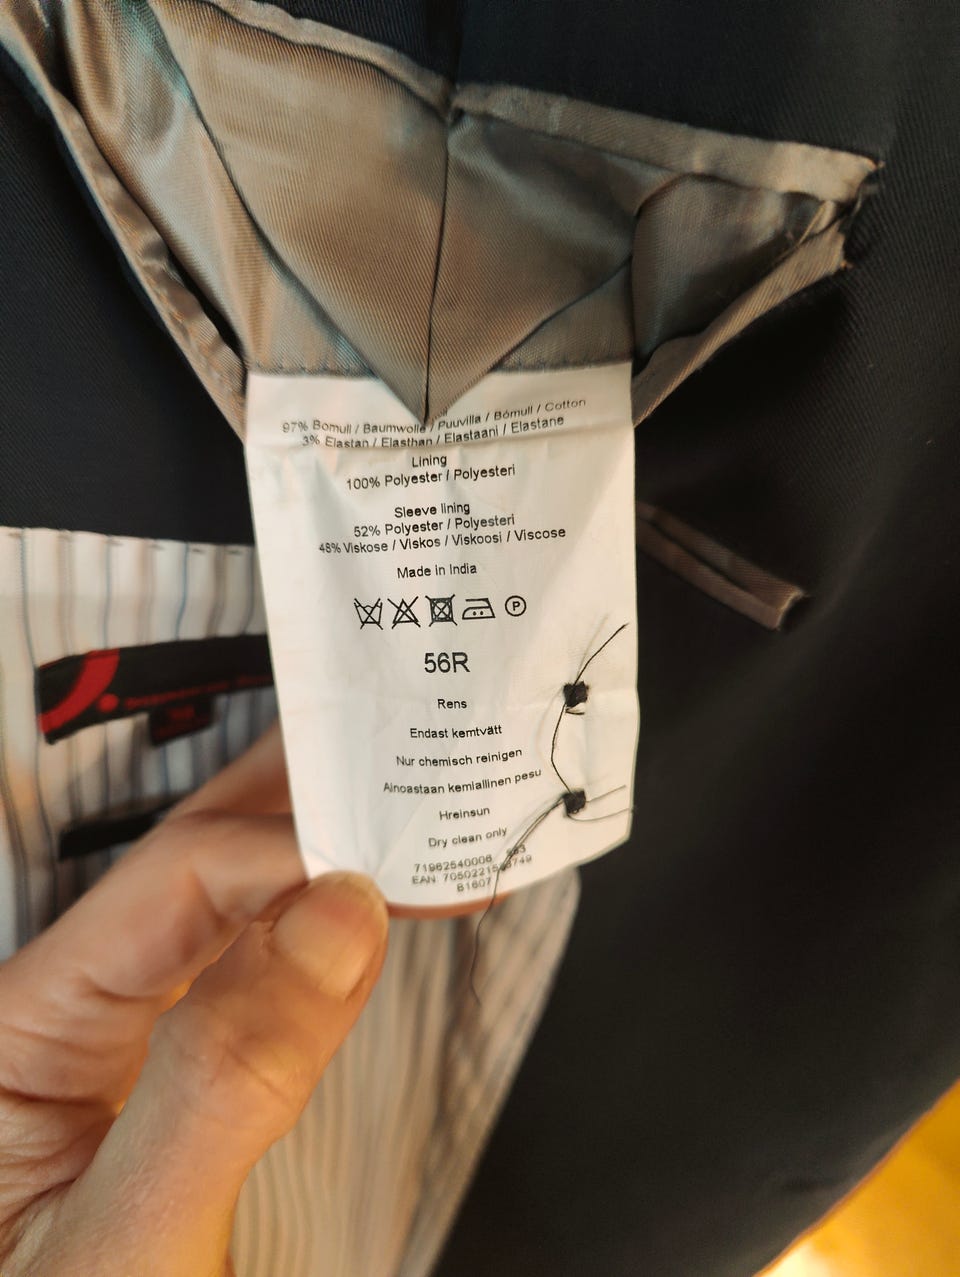 97% Bomull / Baumwolle / Puuvilla / Bómull / Cotton
3% Elastan / Elasthan / Elastaani / Elastane
Lining
100% Polyester / Polyesteri
Sleeve lining
52% Polyester / Polyesteri
48% Viskose / Viskos / Viskoosi / Viscose
Made in India
P
56R
Rens
Endast kemtvätt
Nur chemisch reinigen
Ainoastaan kemiallinen pesu
Hreinsun
Dry clean only
EAN:
B1607